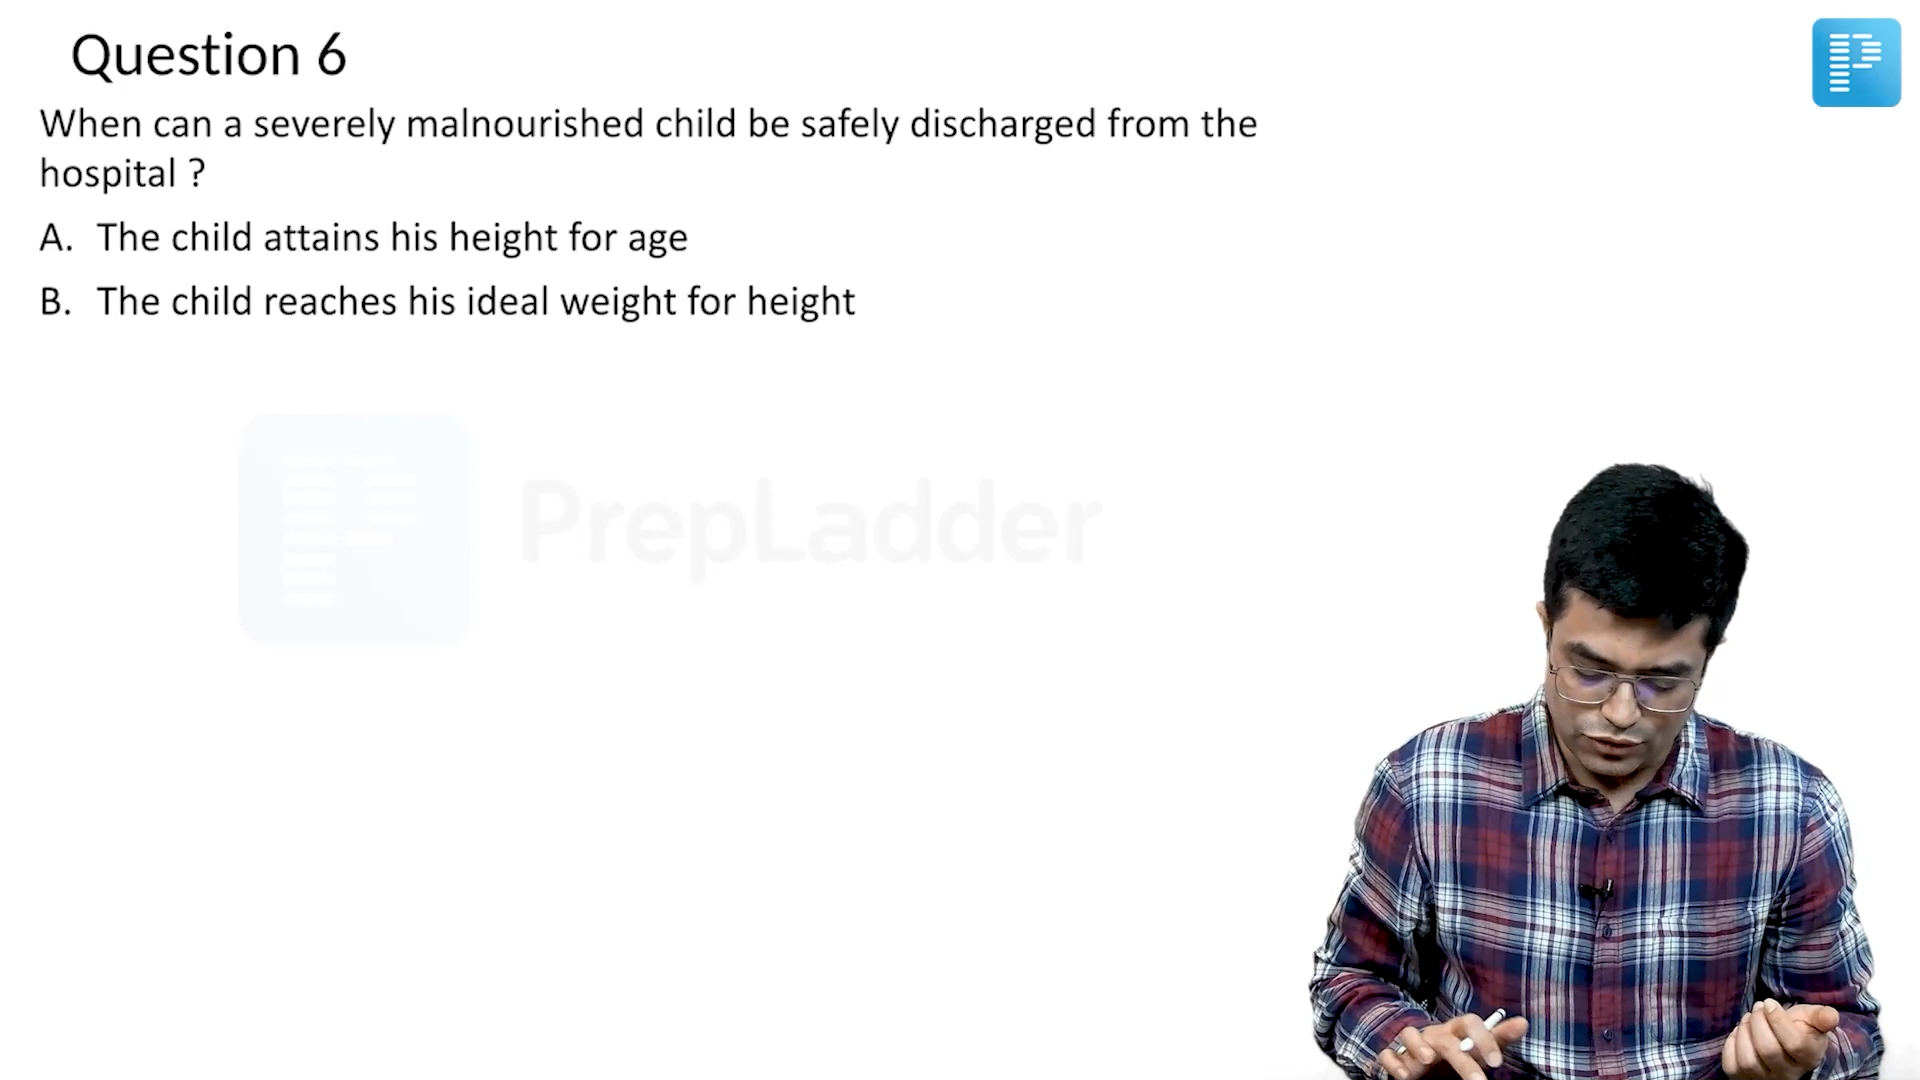 Question 6
When can a severely malnourished child be safely discharged from the
hospital ?
A. The child attains his height for age
B. The child reaches his ideal weight for height
PrepLadder